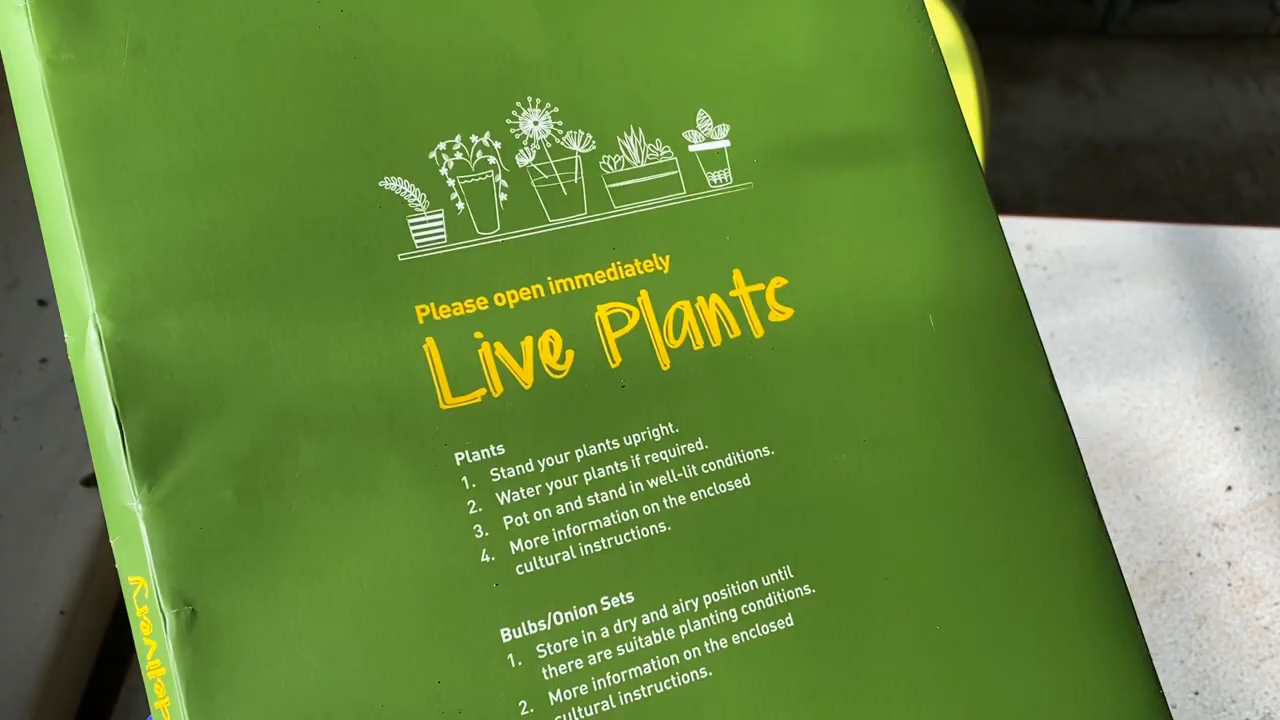 Please open immediately
Live Plants
Plants
1. Stand your plants upright.
2. Water your plants if required.
3. Pot on and stand in well-lit conditions.
4. More information on the enclosed
cultural instructions.
Bulbs/Onion Sets
1. Store in a dry and airy position until
there are suitable planting conditions.
2. More information on the enclosed
cultural instructions.
delivery